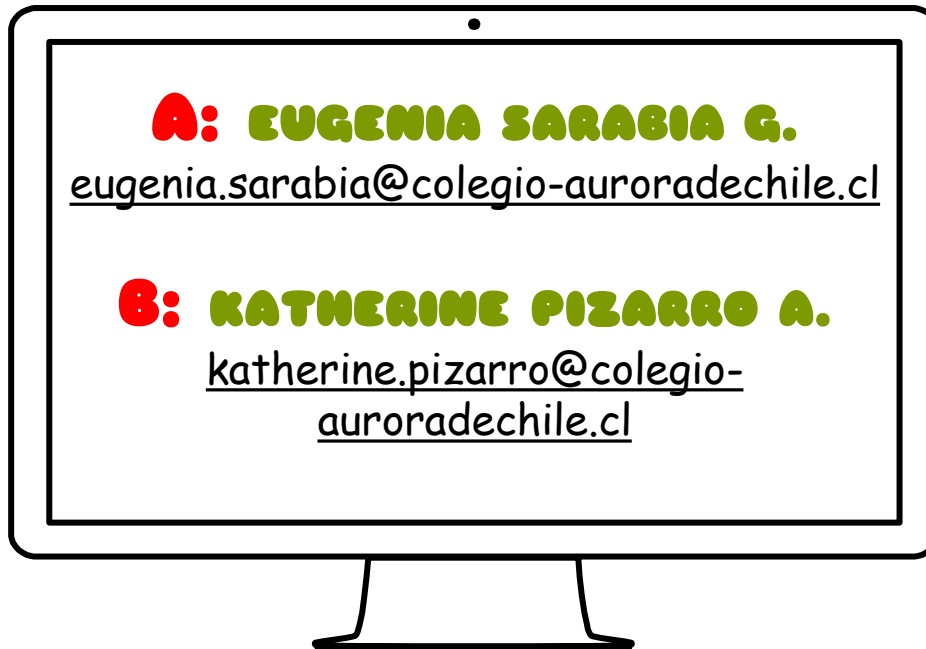 A: EUGENIA SARABIA G.
eugenia.sarabia@colegio-auroradechile.cl
B: KATHERINE PIZARRO A.
katherine.pizarro@colegio-
auroradechile.cl